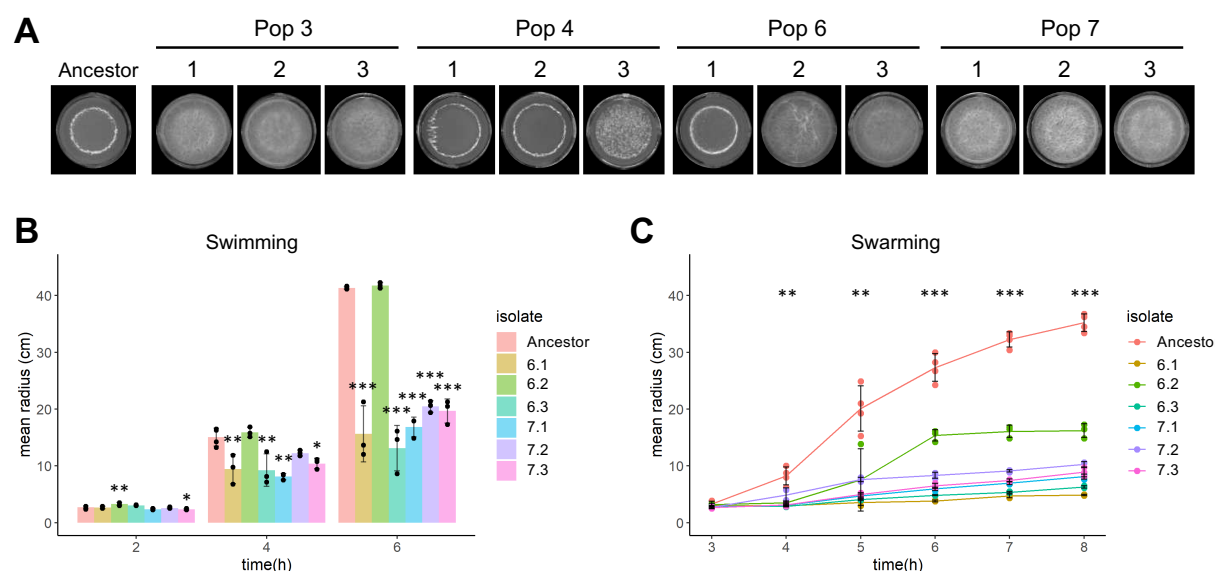 A
Pop 3 Pop 4 Pop 6 Pop 7
Ancestor 1 2 3 1 2 3 1 2 3 1 2 3
B
Swimming
mean radius (cm)
40
30
20
10
0
** * ** ** ** * *** *** *** *** ***
2 4 6
time(h)
isolate
Ancestor
6.1
6.2
6.3
7.1
7.2
7.3
C
Swarming
mean radius (cm)
40
30
20
10
0
** ** *** *** ***
3 4 5 6 7 8
time(h)
isolate
Ancesto
6.1
6.2
6.3
7.1
7.2
7.3